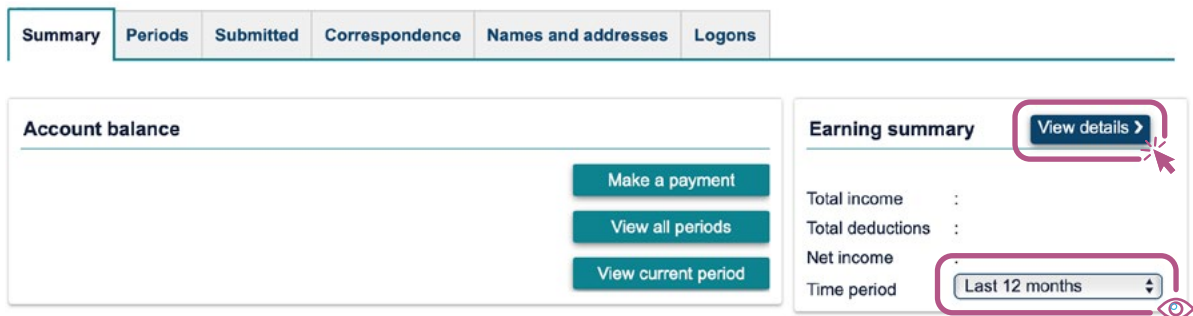 Summary Periods Submitted Correspondence Names and addresses Logons
Account balance
Make a payment
View all periods
View current period
Earning summary
View details
Total income :
Total deductions :
Net income :
Time period Last 12 months